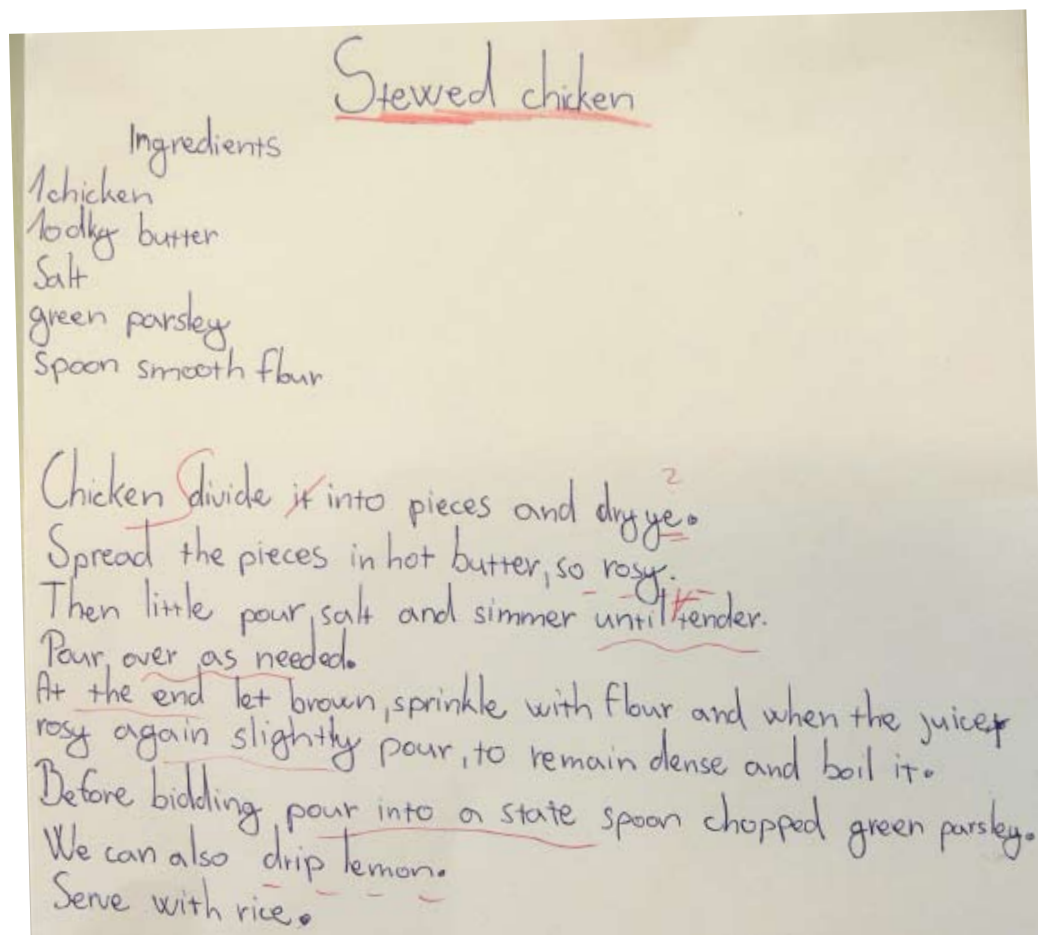 Stewed chicken
Ingredients
1chicken
10dkg butter
Salt
green parsley
Spoon smooth flour
Chicken divide it into pieces and dry ye.
?
Spread the pieces in hot butter, so rosy.
Then little pour, salt and simmer until tender.
Pour over as needed.
At the end let brown, sprinkle with flour and when the juice
rosy again slightly pour, to remain dense and boil it.
Before bidding pour into a state spoon chopped green parsley.
We can also drip lemon.
Serve with rice.